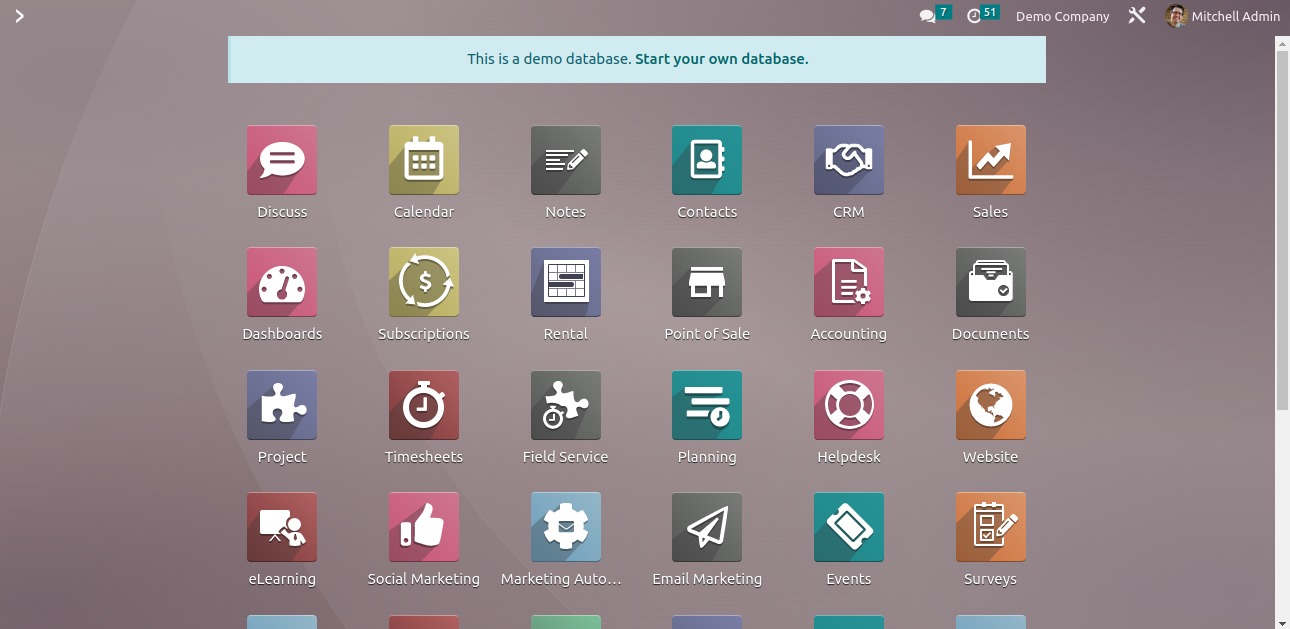 7 51 Demo Company Mitchell Admin
This is a demo database. Start your own database.
Discuss Calendar Notes Contacts CRM Sales
Dashboards Subscriptions Rental Point of Sale Accounting Documents
Project Timesheets Field Service Planning Helpdesk Website
eLearning Social Marketing Marketing Auto... Email Marketing Events Surveys